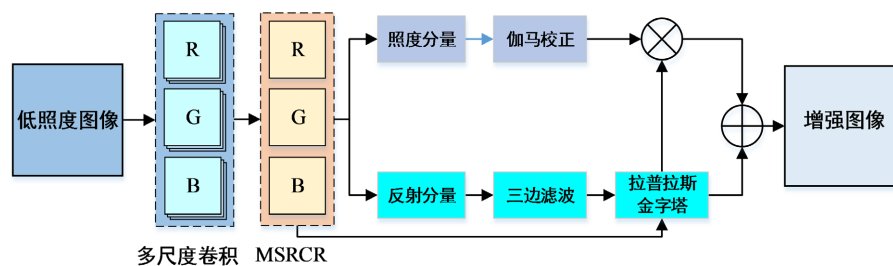 低照度图像
R
G
B
多尺度卷积
R
G
B
MSRCR
照度分量
伽马校正
反射分量
三边滤波
拉普拉斯
金字塔
增强图像